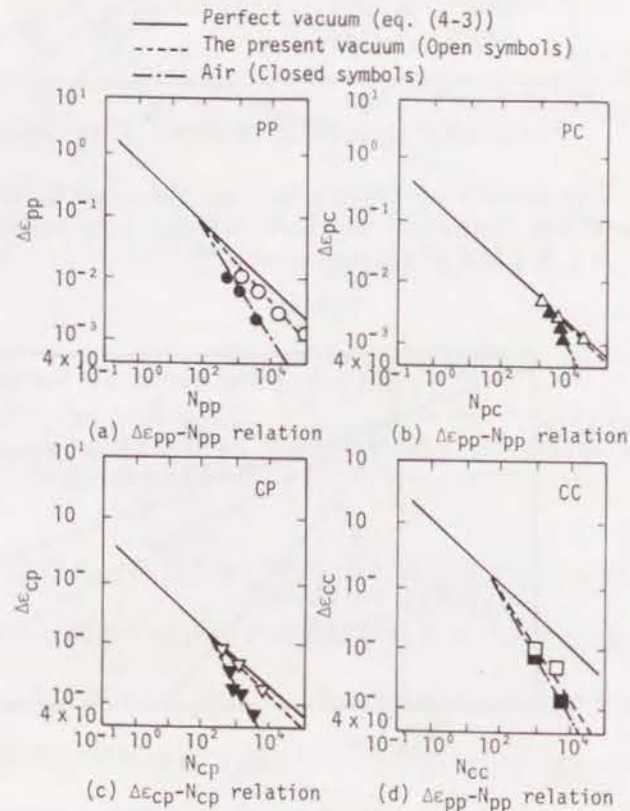 Perfect vacuum (eq. (4-3))
The present vacuum (Open symbols)
Air (Closed symbols)
10¹
PP
10⁰
10⁻¹
Δεpp
10⁻²
10⁻³
4 × 10
10⁻¹ 10⁰ 10² 10⁴
Npp
(a) Δεpp-Npp relation
10¹
PC
10⁰
10⁻¹
Δεpc
10⁻²
10⁻³
4 × 10
10⁻¹ 10⁰ 10² 10⁴
Npc
(b) Δεpp-Npp relation
10
CP
10
10⁻
Δεcp
10⁻
10⁻
4 × 10
10⁻¹ 10⁰ 10² 10⁴
Ncp
(c) Δεcp-Ncp relation
10
CC
10
10⁻
Δεcc
10⁻
10⁻
4 × 10
10⁻¹ 10⁰ 10² 10⁴
Ncc
(d) Δεpp-Npp relation